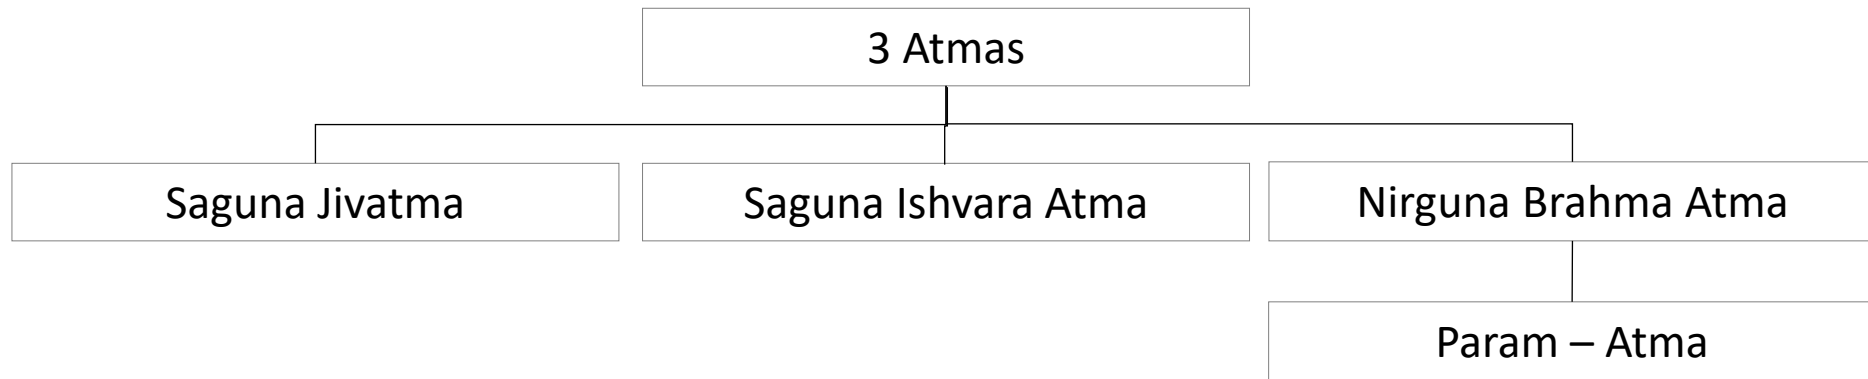 3 Atmas
Saguna Jivatma
Saguna Ishvara Atma
Nirguna Brahma Atma
Param – Atma